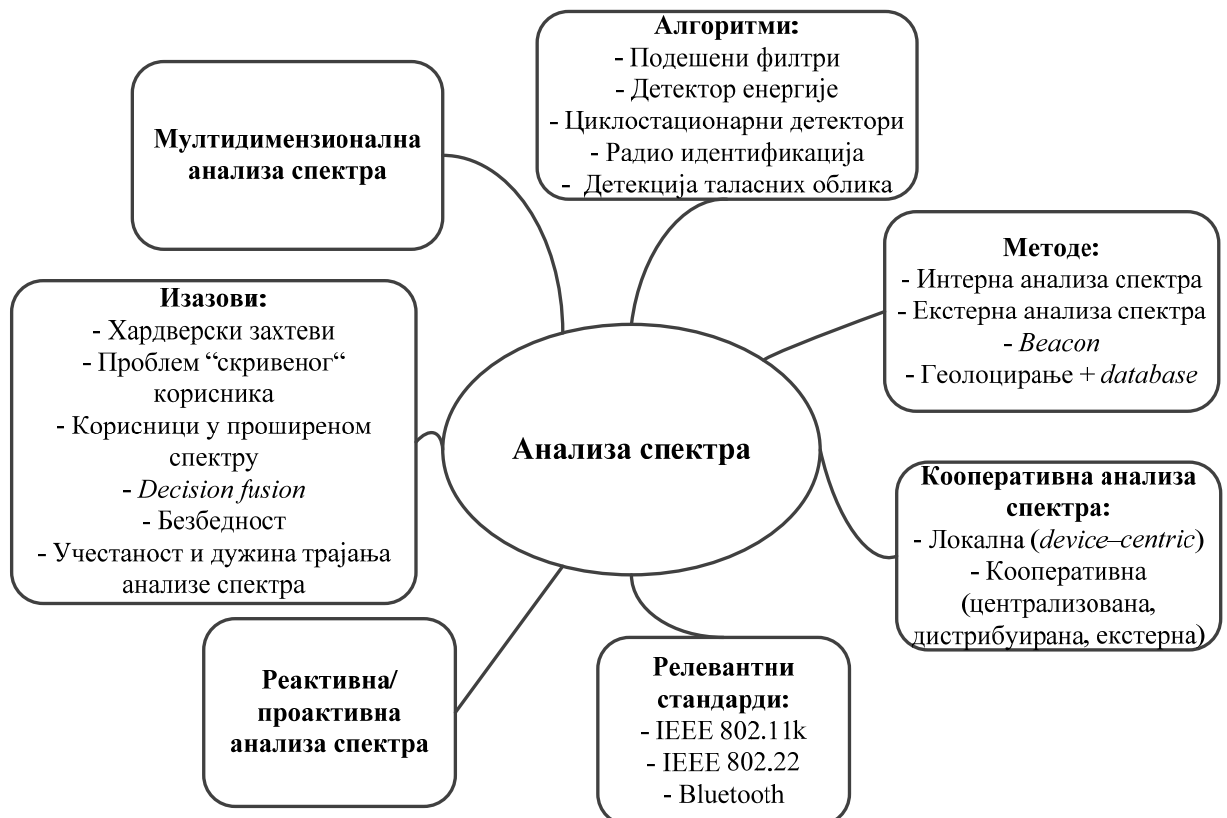 Алгоритми:
- Подешени филтри
- Детектор енергије
- Циклостационарни детектори
- Радио идентификација
- Детекција таласних облика
Мултидимензионална
анализа спектра
Методе:
- Интерна анализа спектра
- Екстерна анализа спектра
- Beacon
- Геолоцирање + database
Изазови:
- Хардверски захтеви
- Проблем “скривеног“
корисника
- Корисници у проширеном
спектру
- Decision fusion
- Безбедност
- Учестаност и дужина трајања
анализе спектра
Анализа спектра
Кооперативна анализа
спектра:
- Локална (device–centric)
- Кооперативна
(централизована,
дистрибуирана, екстерна)
Реактивна/
проактивна
анализа спектра
Релевантни
стандарди:
- IEEE 802.11k
- IEEE 802.22
- Bluetooth